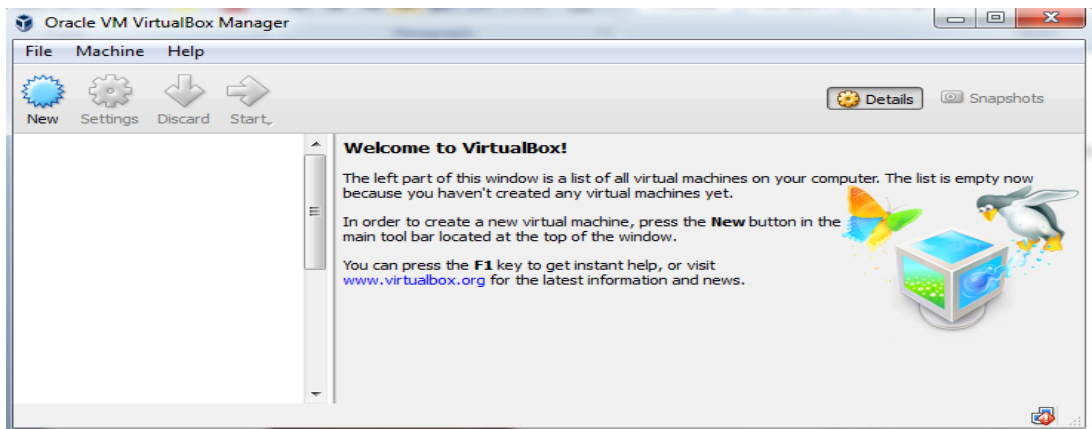 Oracle VM VirtualBox Manager
File Machine Help
New Settings Discard Start
Details Snapshots
Welcome to VirtualBox!
The left part of this window is a list of all virtual machines on your computer. The list is empty now
because you haven't created any virtual machines yet.
In order to create a new virtual machine, press the New button in the
main tool bar located at the top of the window.
You can press the F1 key to get instant help, or visit
www.virtualbox.org for the latest information and news.